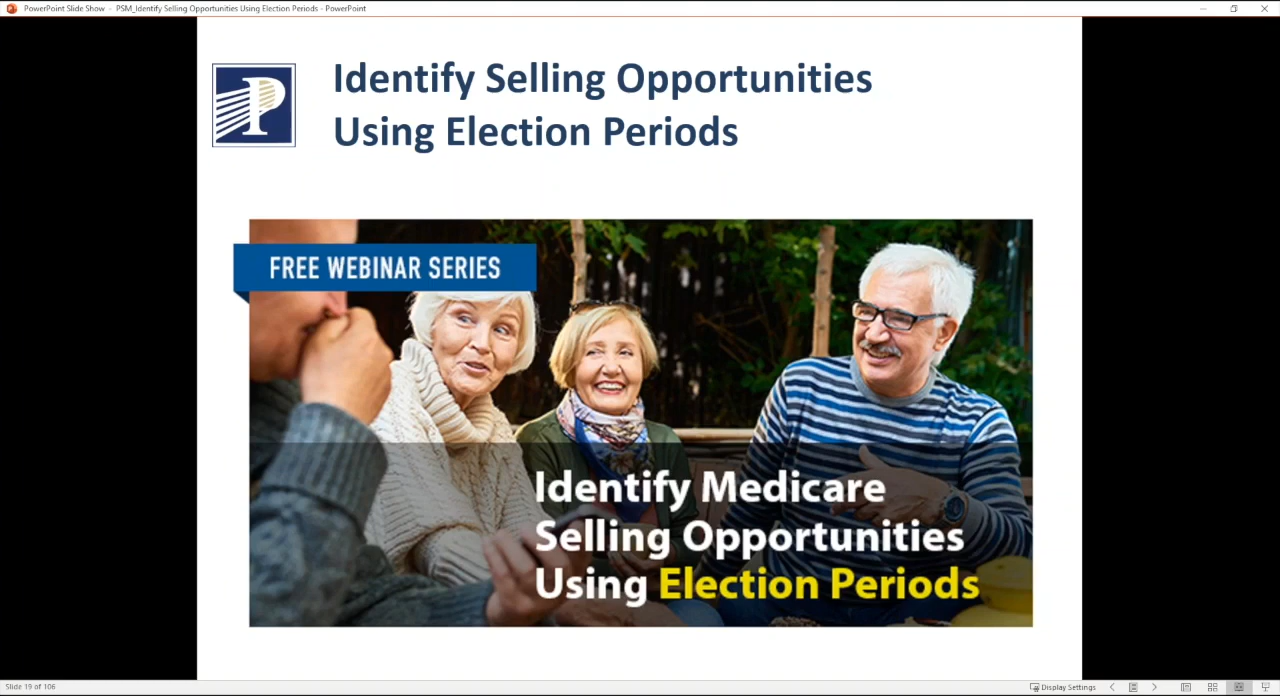 PowerPoint Slide Show - PSM_Identify Selling Opportunities Using Election Periods - PowerPoint
P
Identify Selling Opportunities
Using Election Periods
FREE WEBINAR SERIES
Identify Medicare
Selling Opportunities
Using Election Periods
Slide 19 of 106
Display Settings